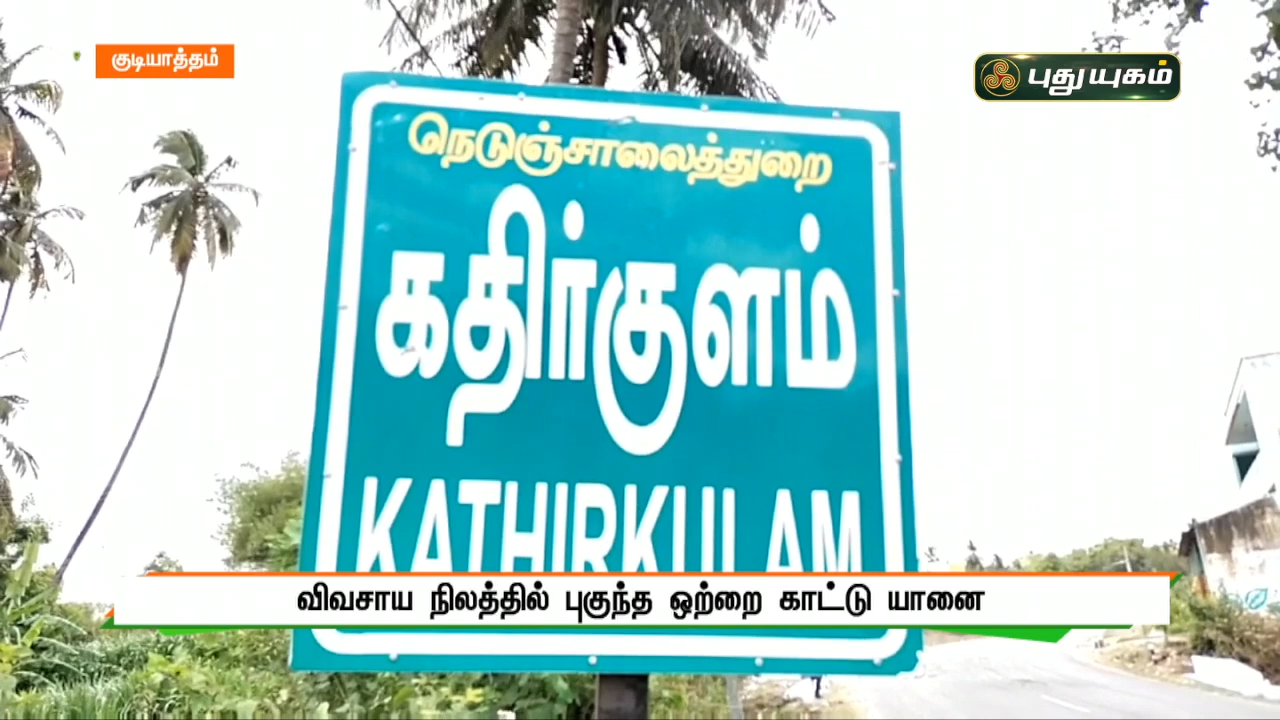 குடியாத்தம்
புதுயுகம்
நெடுஞ்சாலைத்துறை
கதிர்குளம்
KATHIRKULAM
விவசாய நிலத்தில் புகுந்த ஒற்றை காட்டு யானை